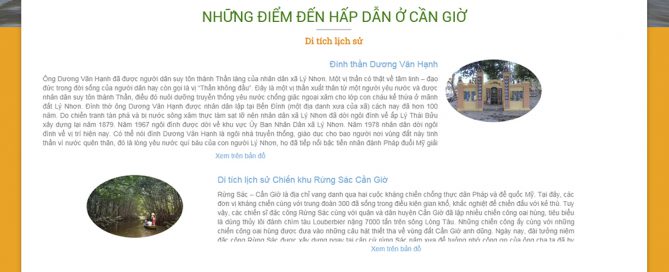 NHỮNG ĐIỂM ĐẾN HẤP DẪN Ở CẦN GIỜ
Di tích lịch sử
Đình thần Dương Văn Hạnh
Ông Dương Văn Hạnh đã được người dân suy tôn thành Thần làng của nhân dân xã Lý Nhơn. Một vị thần có thật về tâm linh – đạo
đức trong đời sống của người dân hay còn gọi là vị "Thần không đầu". Đây là một vị thần xuất thân từ một người yêu nước và được
nhân dân suy tôn thành Thần, điều đó nuôi dưỡng truyền thống yêu nước chống giặc ngoại xâm cho lớp con cháu kế thừa ở mãnh
đất Lý Nhơn. Đình thờ ông Dương Văn Hạnh được nhân dân lập tại Bến Đình (một địa danh xưa của xã) cách nay đã hơn 100
năm. Do chiến tranh tàn phá và bị nước sông xâm thực làm sạt lở nên nhân dân xã Lý Nhơn đã dời ngôi đình về ấp Lý Thái Bửu
xây dựng lại năm 1879. Năm 1967 ngôi đình được dời về khu vực Ủy Ban Nhân Dân xã Lý Nhơn. Năm 1978 nhân dân dời ngôi
đình về vị trí hiện nay. Có thể nói đình Dương Văn Hạnh là ngôi nhà truyền thống, giáo dục cho bao người nơi vùng đất này tinh
thần vì nước quên thân, đó là lòng yêu nước quí báu của con người Lý Nhơn, họ đã tiếp nối bậc tiền nhân đánh Pháp đuổi Mỹ giải
Xem trên bản đồ
Di tích lịch sử Chiến khu Rừng Sác Cần Giờ
Rừng Sác – Cần Giờ là địa chỉ vang danh qua hai cuộc kháng chiến chống thực dân Pháp và đế quốc Mỹ. Tại đây, các
đơn vị kháng chiến cùng với trung đoàn 300 đã sống trong điều kiện gian khổ, khắc nghiệt để chiến đấu với kẻ thù. Tuy
vậy, các chiến sĩ đặc công Rừng Sác cùng với quân và dân huyện Cần Giờ đã lập nhiều chiến công oai hùng, tiêu biểu
là dùng thủy lôi đánh chìm tàu Louberbier nặng 7000 tấn trên sông Lòng Tàu. Những chiến công ấy cùng với những
chiến công oai hùng được đưa vào những câu hát thiết tha về vùng đất Cần Giờ anh dũng. Ngày nay, đài tưởng niệm
đặc công Rừng Sác được xây dựng ngay tại căn cứ rừng Sác năm xưa để tưởng nhớ công ơn của ông cha ta đã hy
Xem trên bản đồ